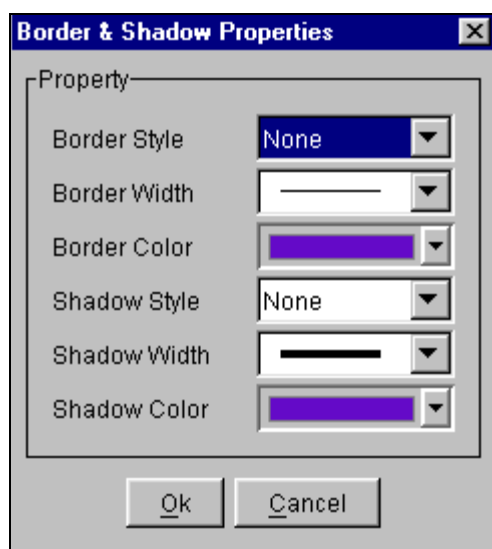 Border & Shadow Properties
Property
Border Style None
Border Width
Border Color
Shadow Style None
Shadow Width
Shadow Color
Ok Cancel